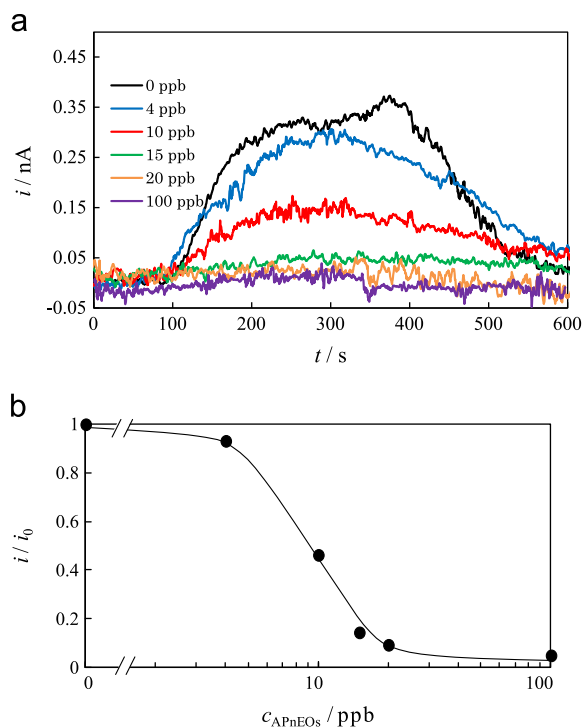 a
0.45
0.35
0.25
0.15
0.05
-0.05
i / nA
0 ppb
4 ppb
10 ppb
15 ppb
20 ppb
100 ppb
0 100 200 300 400 500 600
t / s
b
1
0.8
0.6
0.4
0.2
0
i / i0
0 10 100
cAPnEOs / ppb